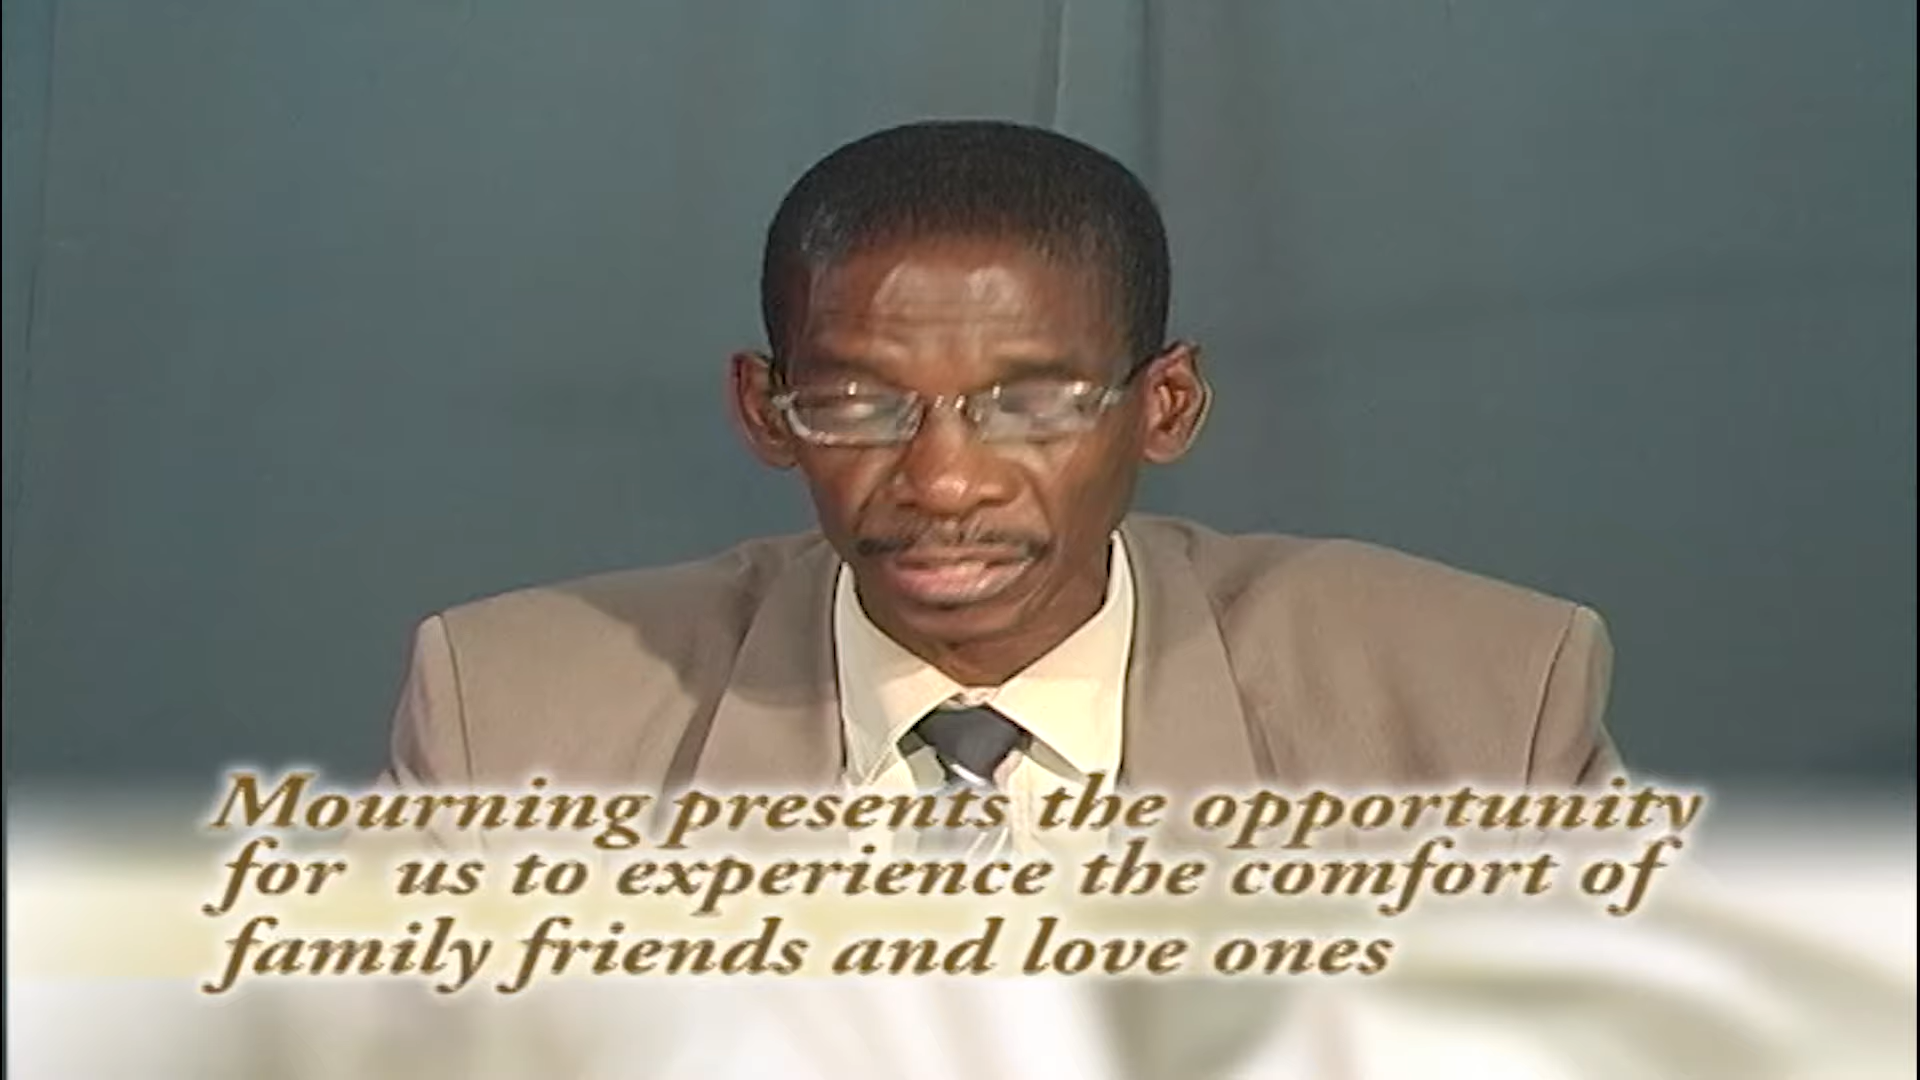 Mourning presents the opportunity
for us to experience the comfort of
family friends and love ones